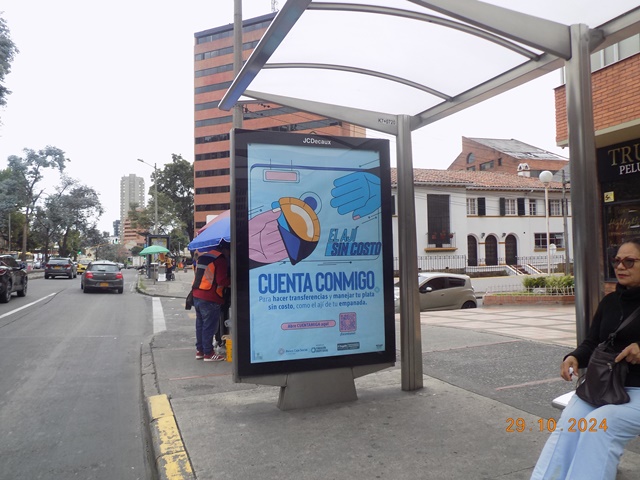 JCDecaux
EL AJÍ
SIN COSTO
CUENTA CONMIGO
Para hacer transferencias y manejar tu plata
sin costo, como el ají de tu empanada.
TRU
PELU
29.10.2024